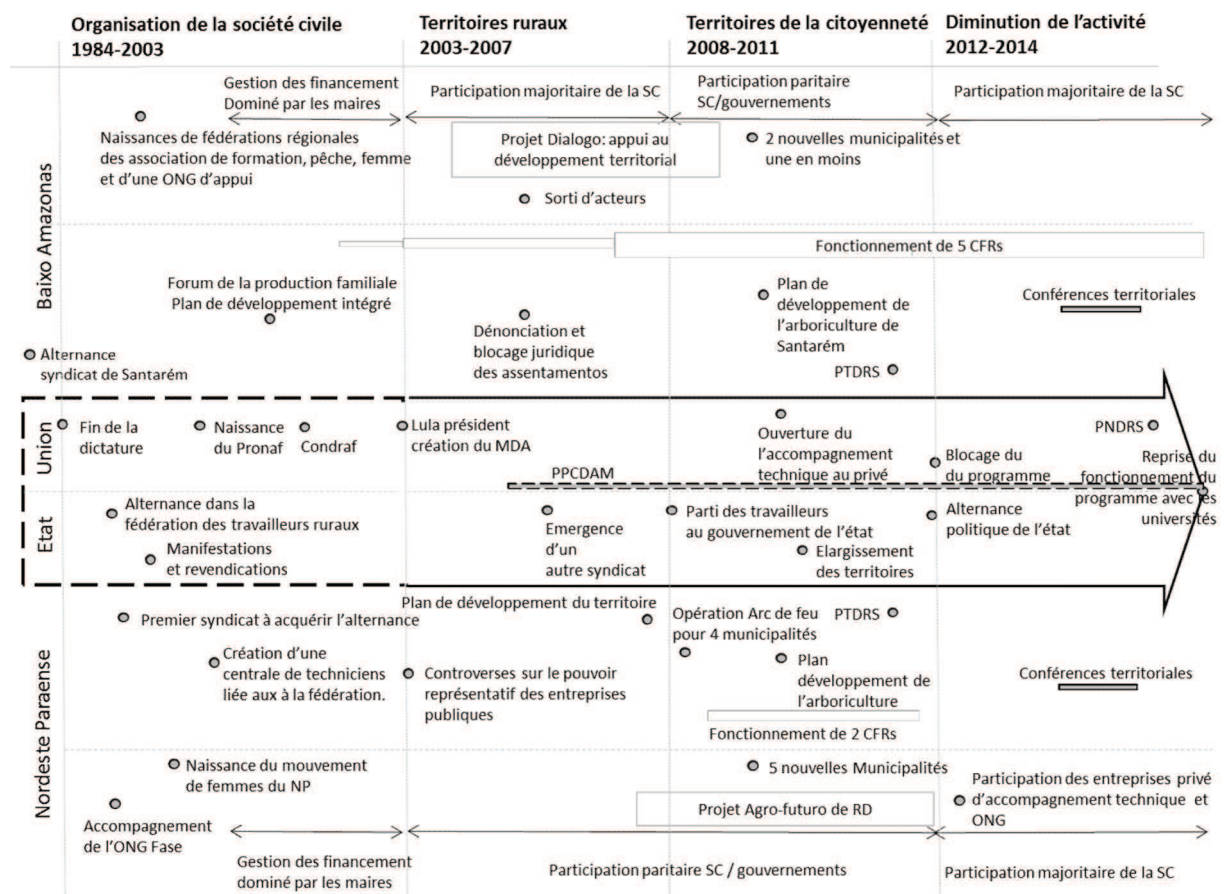 Organisation de la société civile
1984-2003
Territoires ruraux
2003-2007
Territoires de la citoyenneté
2008-2011
Diminution de l'activité
2012-2014
Baixo Amazonas
Gestion des financement
Dominé par les maires
Participation majoritaire de la SC
Participation paritaire
SC/gouvernements
Participation majoritaire de la SC
Naissances de fédérations régionales
des association de formation, pêche, femme
et d'une ONG d'appui
Projet Dialogo: appui au
développement territorial
2 nouvelles municipalités et
une en moins
Sorti d'acteurs
Fonctionnement de 5 CFRs
Forum de la production familiale
Plan de développement intégré
Dénonciation et
blocage juridique
des assentamentos
Plan de
développement de
l'arboriculture de
Santarém
Conférences territoriales
Alternance
syndicat de Santarém
PTDRS
Union
Fin de la
dictature
Naissance
du Pronaf
Condraf
Lula président
création du MDA
Ouverture du
l'accompagnement
technique au privé
PNDRS
Blocage du
du programme
Reprise du
fonctionnement du
programme avec les
universités
PPCDAM
Etat
Alternance dans la
fédération des travailleurs ruraux
Manifestations
et revendications
Emergence
d'un
autre syndicat
Parti des travailleurs
au gouvernement de l'état
Elargissement
des territoires
Alternance
politique de l'état
Nordeste Paraense
Premier syndicat à acquérir l'alternance
Plan de développement du territoire
Opération Arc de feu
pour 4 municipalités
PTDRS
Création d'une
centrale de techniciens
liée aux à la fédération.
Controverses sur le pouvoir
représentatif des entreprises
publiques
Plan
développement de
l'arboriculture
Conférences territoriales
Fonctionnement de 2 CFRs
Naissance du mouvement
de femmes du NP
5 nouvelles Municipalités
Accompagnement
de l'ONG Fase
Projet Agro-futuro de RD
Participation des entreprises privé
d'accompagnement technique et
ONG
Gestion des financement
dominé par les maires
Participation paritaire SC / gouvernements
Participation majoritaire de la SC